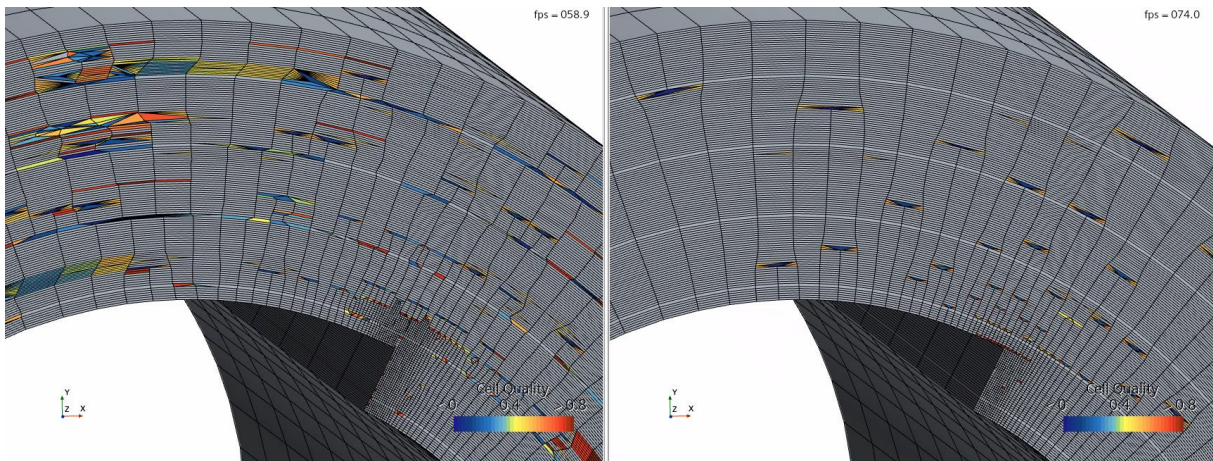 fps = 058.9
Y
Z X
Cell Quality
0 0.4 0.8
fps = 074.0
Y
Z X
Cell Quality
0 0.4 0.8